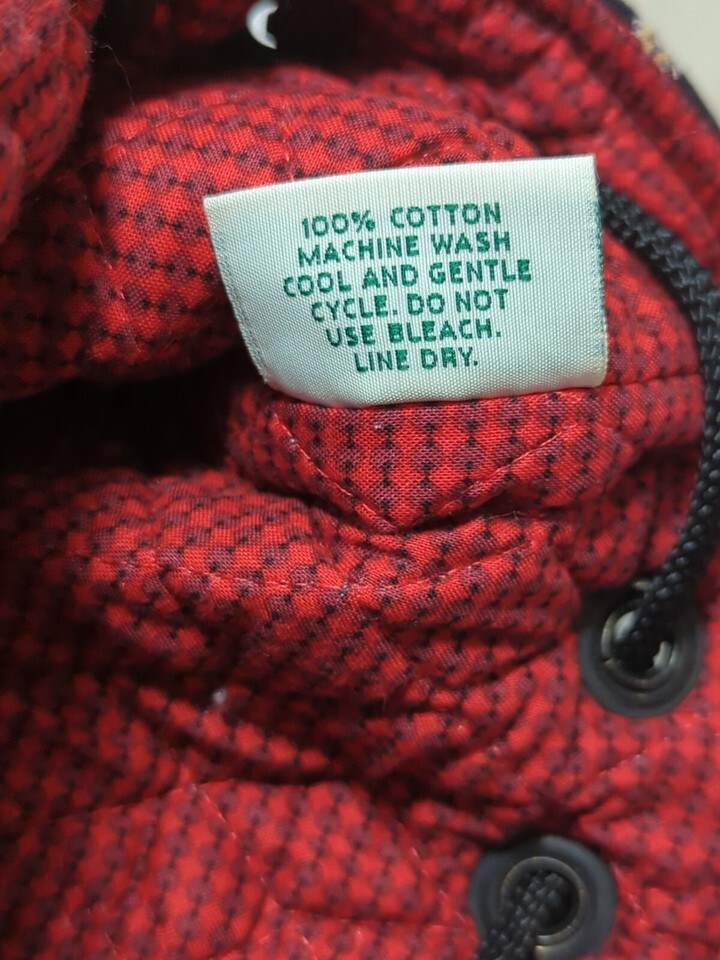 100% COTTON
MACHINE WASH
COOL AND GENTLE
CYCLE. DO NOT
USE BLEACH.
LINE DRY.